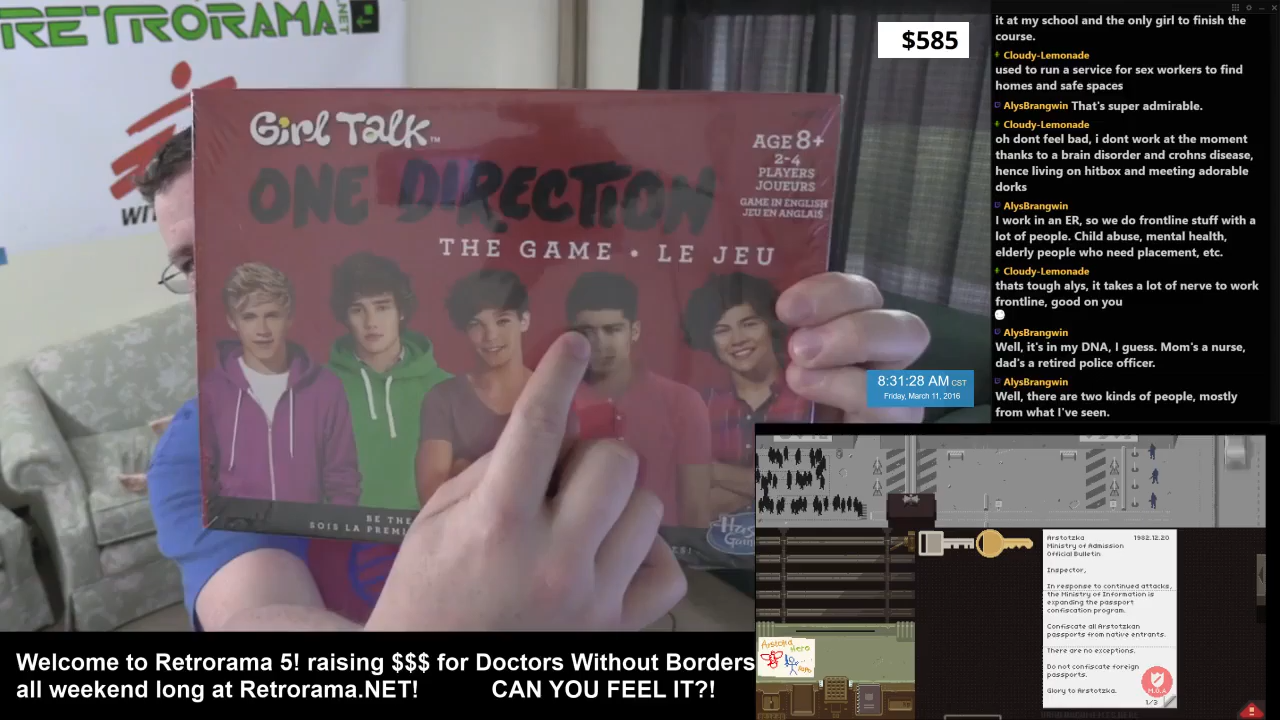 RETRORAMA
.NET
$585
Girl Talk™
ONE DIRECTION
THE GAME • LE JEU
AGE 8+
2-4
PLAYERS
JOUEURS
GAME IN ENGLISH
JEU EN ANGLAIS
BE THE
SOIS LA
WIT
8:31:28 AM CST
Friday, March 11, 2016
it at my school and the only girl to finish the
course.
Cloudy-Lemonade
used to run a service for sex workers to find
homes and safe spaces
AlysBrangwin That's super admirable.
Cloudy-Lemonade
oh dont feel bad, i dont work at the moment
thanks to a brain disorder and crohns disease,
hence living on hitbox and meeting adorable
dorks
AlysBrangwin
I work in an ER, so we do frontline stuff with a
lot of people. Child abuse, mental health,
elderly people who need placement, etc.
Cloudy-Lemonade
thats tough alys, it takes a lot of nerve to work
frontline, good on you
AlysBrangwin
Well, it's in my DNA, I guess. Mom's a nurse,
dad's a retired police officer.
AlysBrangwin
Well, there are two kinds of people, mostly
from what I've seen.
Arstotzka 1982.12.20
Ministry of Admission
Official Bulletin
Inspector,
In response to continued attacks,
the Ministry of Information is
expanding the passport
confiscation program.
Confiscate all Arstotzkan
passports from native entrants.
There are no exceptions.
Do not confiscate foreign
passports.
Glory to Arstotzka.
M.O.A
1/3
Welcome to Retrorama 5! raising $$$ for Doctors Without Borders
all weekend long at Retrorama.NET! CAN YOU FEEL IT?!